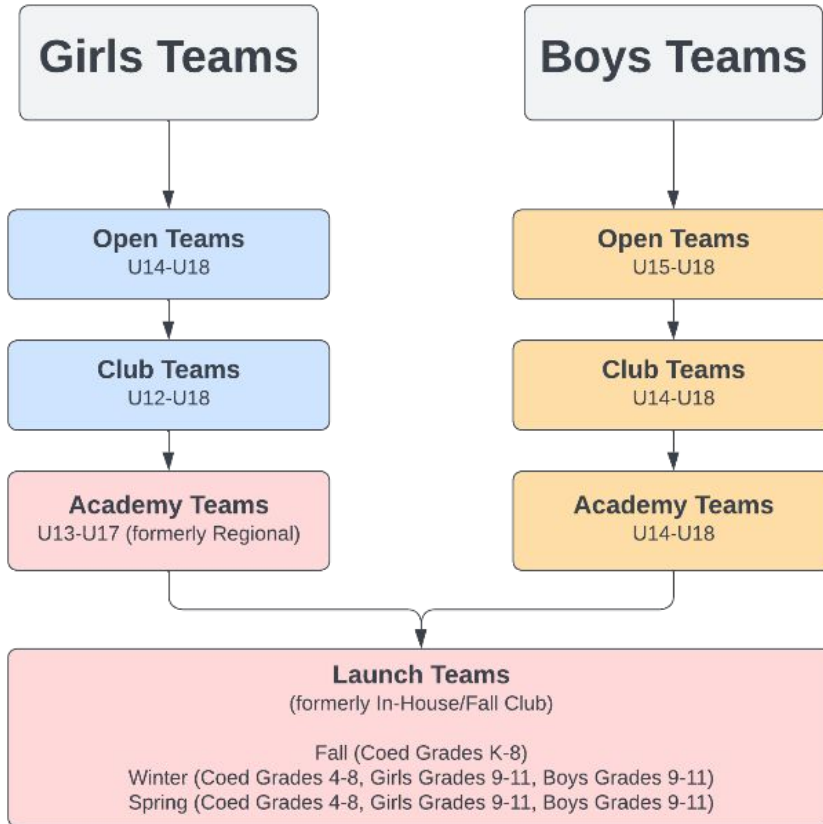 Girls Teams
Boys Teams
Open Teams
U14-U18
Open Teams
U15-U18
Club Teams
U12-U18
Club Teams
U14-U18
Academy Teams
U13-U17 (formerly Regional)
Academy Teams
U14-U18
Launch Teams
(formerly In-House/Fall Club)
Fall (Coed Grades K-8)
Winter (Coed Grades 4-8, Girls Grades 9-11, Boys Grades 9-11)
Spring (Coed Grades 4-8, Girls Grades 9-11, Boys Grades 9-11)